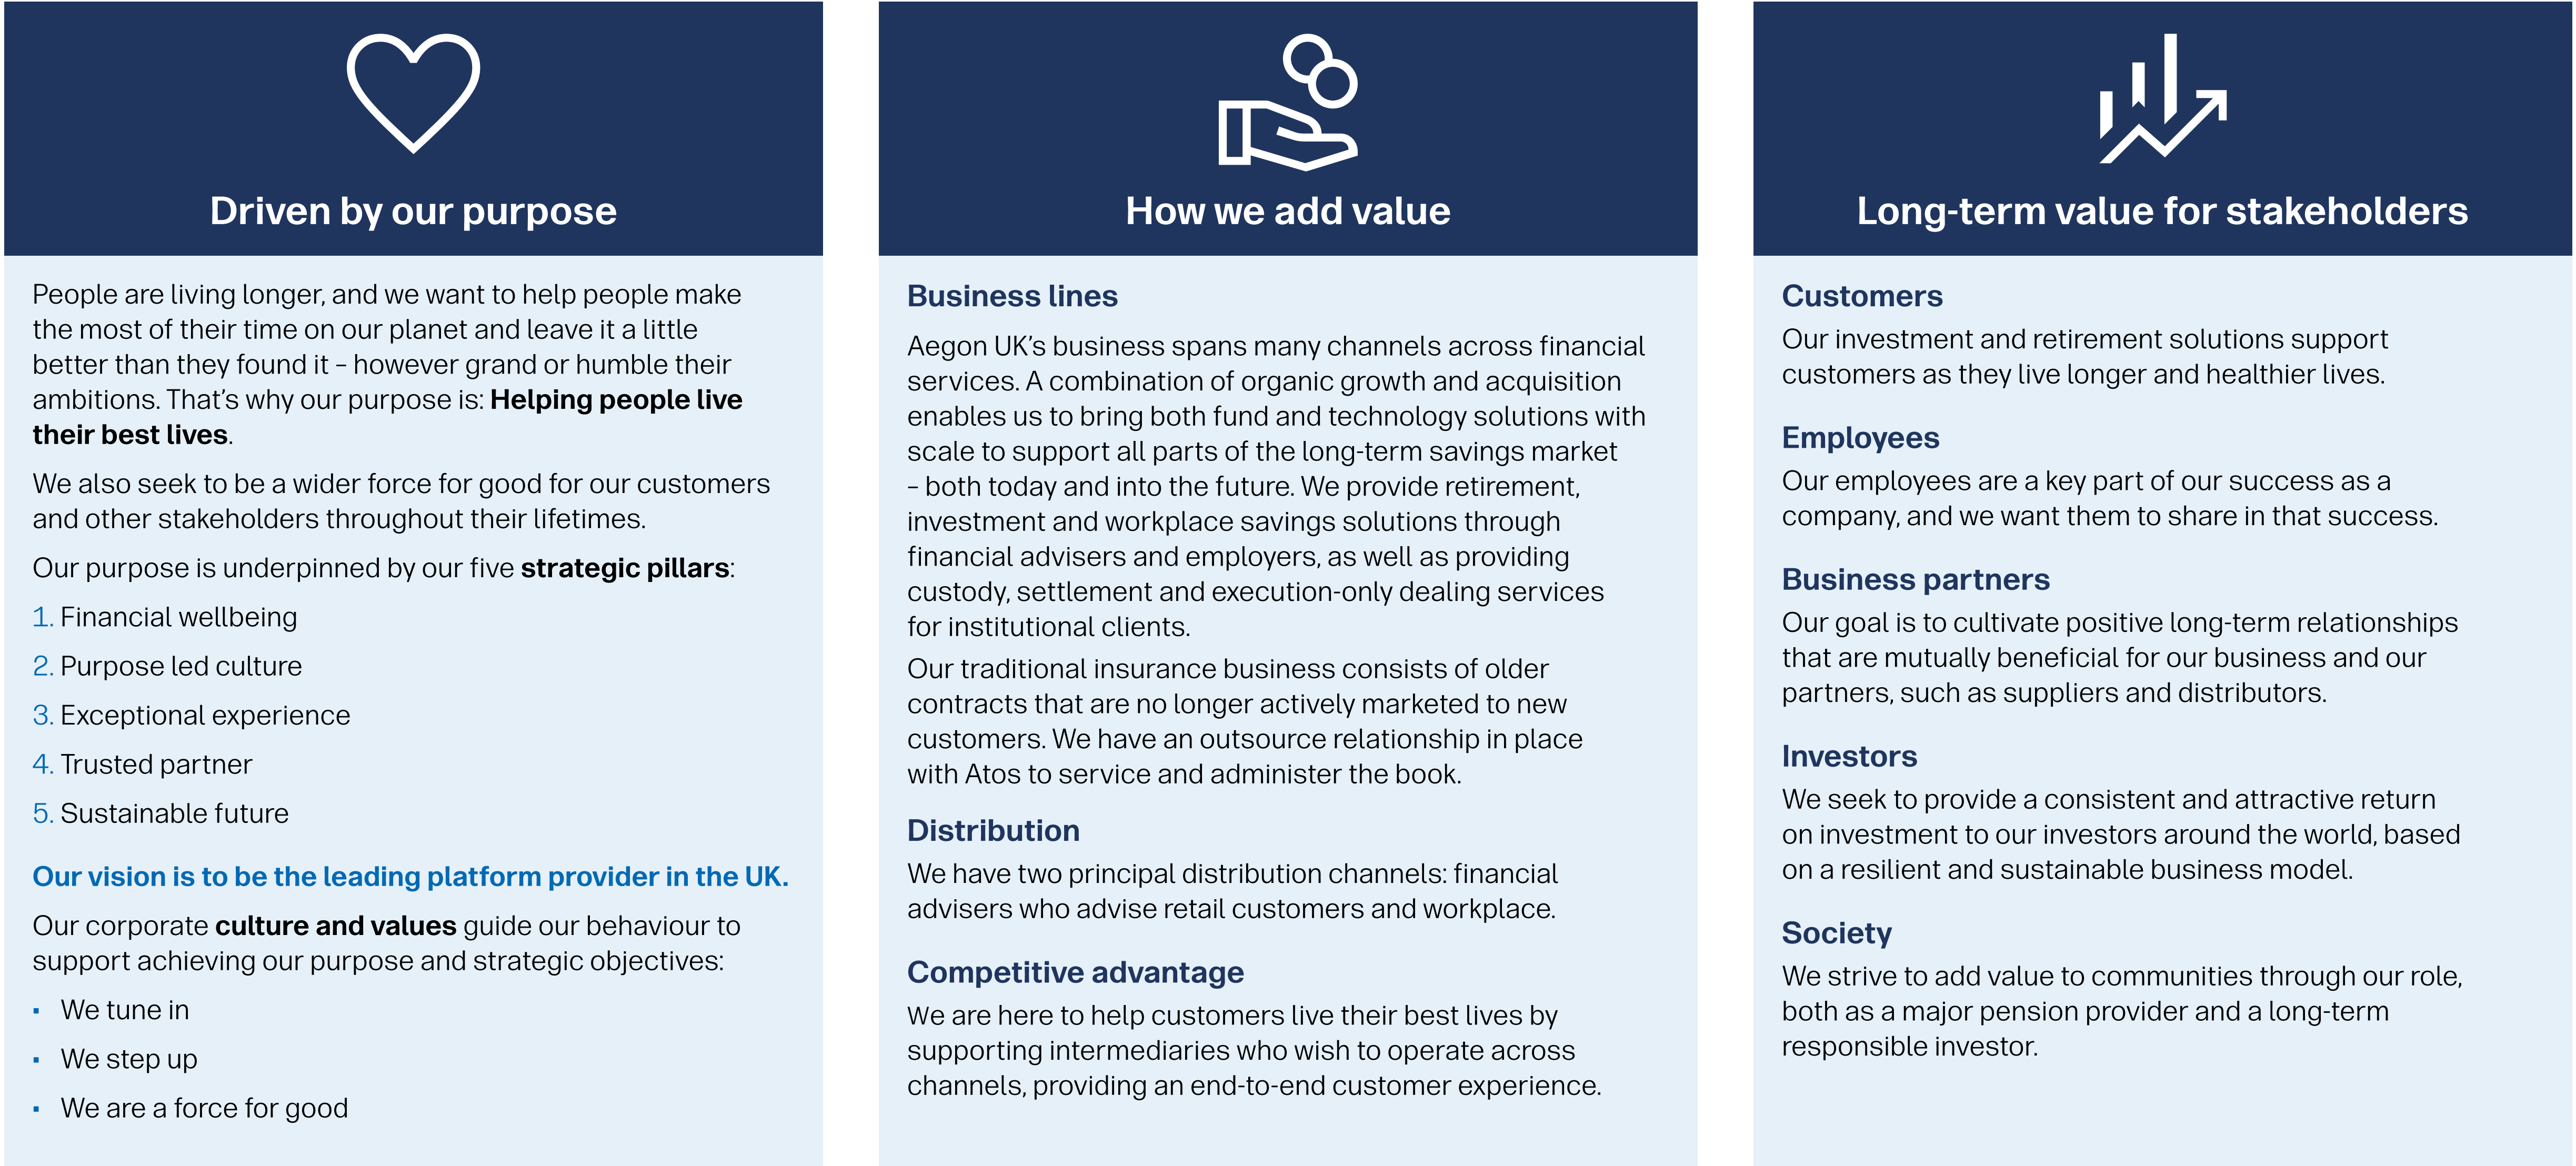 Driven by our purpose
People are living longer, and we want to help people make
the most of their time on our planet and leave it a little
better than they found it – however grand or humble their
ambitions. That’s why our purpose is: Helping people live
their best lives.
We also seek to be a wider force for good for our customers
and other stakeholders throughout their lifetimes.
Our purpose is underpinned by our five strategic pillars:
1. Financial wellbeing
2. Purpose led culture
3. Exceptional experience
4. Trusted partner
5. Sustainable future
Our vision is to be the leading platform provider in the UK.
Our corporate culture and values guide our behaviour to
support achieving our purpose and strategic objectives:
▪ We tune in
▪ We step up
▪ We are a force for good
How we add value
Business lines
Aegon UK’s business spans many channels across financial
services. A combination of organic growth and acquisition
enables us to bring both fund and technology solutions with
scale to support all parts of the long-term savings market
– both today and into the future. We provide retirement,
investment and workplace savings solutions through
financial advisers and employers, as well as providing
custody, settlement and execution-only dealing services
for institutional clients.
Our traditional insurance business consists of older
contracts that are no longer actively marketed to new
customers. We have an outsource relationship in place
with Atos to service and administer the book.
Distribution
We have two principal distribution channels: financial
advisers who advise retail customers and workplace.
Competitive advantage
We are here to help customers live their best lives by
supporting intermediaries who wish to operate across
channels, providing an end-to-end customer experience.
Long-term value for stakeholders
Customers
Our investment and retirement solutions support
customers as they live longer and healthier lives.
Employees
Our employees are a key part of our success as a
company, and we want them to share in that success.
Business partners
Our goal is to cultivate positive long-term relationships
that are mutually beneficial for our business and our
partners, such as suppliers and distributors.
Investors
We seek to provide a consistent and attractive return
on investment to our investors around the world, based
on a resilient and sustainable business model.
Society
We strive to add value to communities through our role,
both as a major pension provider and a long-term
responsible investor.